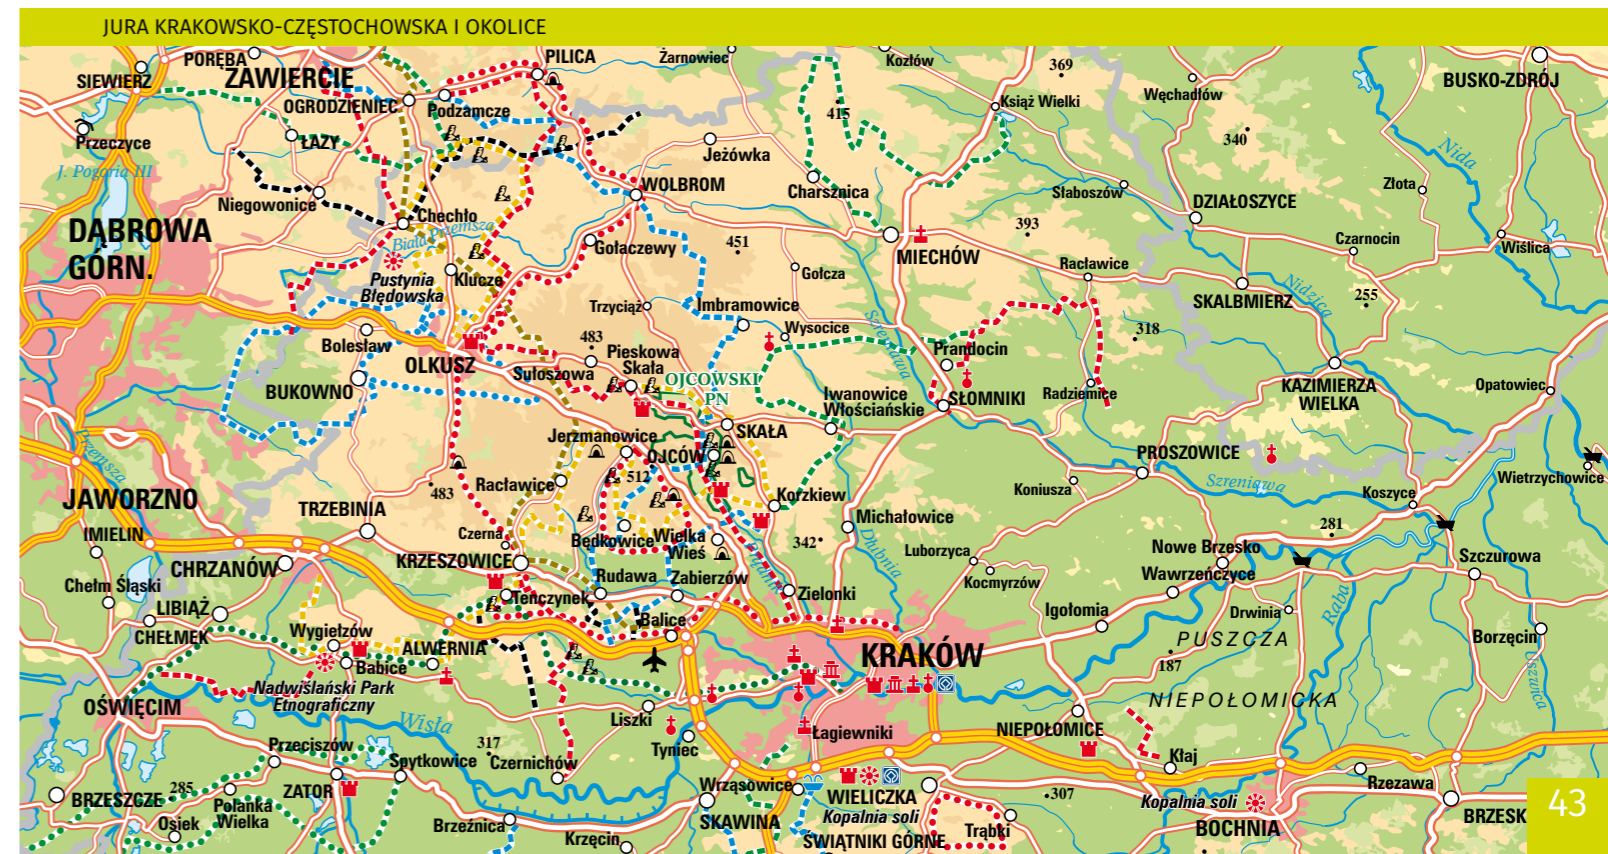 JURA KRAKOWSKO-CZĘSTOCHOWSKA I OKOLICE
PORĘBA
SIEWIERZ
ZAWIERCIE
PILICA
Żarnowiec
Kozłów
369
Węchadłów
BUSKO-ZDRÓJ
OGRODZIENIEC
Podzamcze
Książ Wielki
415
340
Przeczyce
ŁAZY
Jeżówka
Nida
J. Pogoria III
WOLBROM
Charsznica
Słaboszów
Złota
Niegowonice
DZIAŁOSZYCE
DĄBROWA
GÓRN.
Chechło
Biała Przemsza
Gołaczewy
451
MIECHÓW
393
Czarnocin
Wiślica
Pustynia
Błędowska
Klucze
Gołcza
Racławice
Nidzica
SKALBMIERZ
255
Trzyciąż
Imbramowice
Wysocice
Szreniawa
318
Bolesław
483
OLKUSZ
Pieskowa
Skała
Sułoszowa
OJCOWSKI
PN
Prandocin
KAZIMIERZA
WIELKA
Opatowiec
BUKOWNO
Iwanowice
Włościańskie
SŁOMNIKI
Radziemice
Jerzmanowice
SKAŁA
OJCÓW
PROSZOWICE
Przemsza
JAWORZNO
483
Racławice
512
Korzkiew
Koniusza
Szreniawa
Koszyce
Wietrzychowice
TRZEBINIA
Michałowice
IMIELIN
Czerna
Będkowice
Wielka
Wieś
342
Dłubnia
281
KRZESZOWICE
Prądnik
Luborzyca
Nowe Brzesko
Szczurowa
CHRZANÓW
Rudawa
Zabierzów
Kocmyrzów
Wawrzeńczyce
Chełm Śląski
Tenczynek
Zielonki
Igołomia
Drwinia
Raba
LIBIĄŻ
CHEŁMEK
Balice
Borzęcin
Wygiełzów
ALWERNIA
KRAKÓW
PUSZCZA
187
Babice
Nadwiślański Park
Etnograficzny
NIEPOŁOMICKA
Uszwica
OŚWIĘCIM
Wisła
Liszki
Łagiewniki
NIEPOŁOMICE
Przeciszów
317
Tyniec
Kłaj
Spytkowice
Czernichów
Wrząsowice
Rzezawa
BRZESZCZE
285
ZATOR
WIELICZKA
307
Kopalnia soli
43
Polanka
Wielka
Osiek
Brzeźnica
SKAWINA
Kopalnia soli
Trąbki
BOCHNIA
BRZESK
Krzęcin
ŚWIĄTNIKI GÓRNE